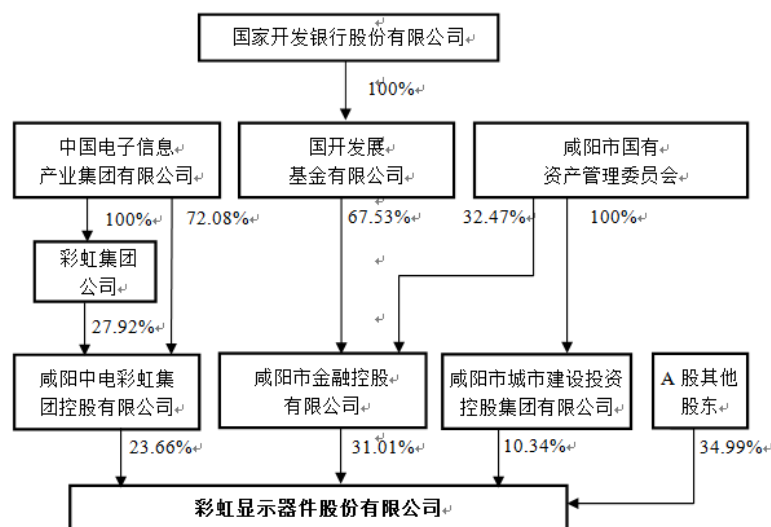 国家开发银行股份有限公司
100%
中国电子信息
产业集团有限公司
国开发展
基金有限公司
咸阳市国有
资产管理委员会
100%
72.08%
67.53%
32.47%
100%
彩虹集团
公司
27.92%
咸阳中电彩虹集
团控股有限公司
咸阳市金融控股
有限公司
咸阳市城市建设投资
控股集团有限公司
A 股其他
股东
23.66%
31.01%
10.34%
34.99%
彩虹显示器件股份有限公司